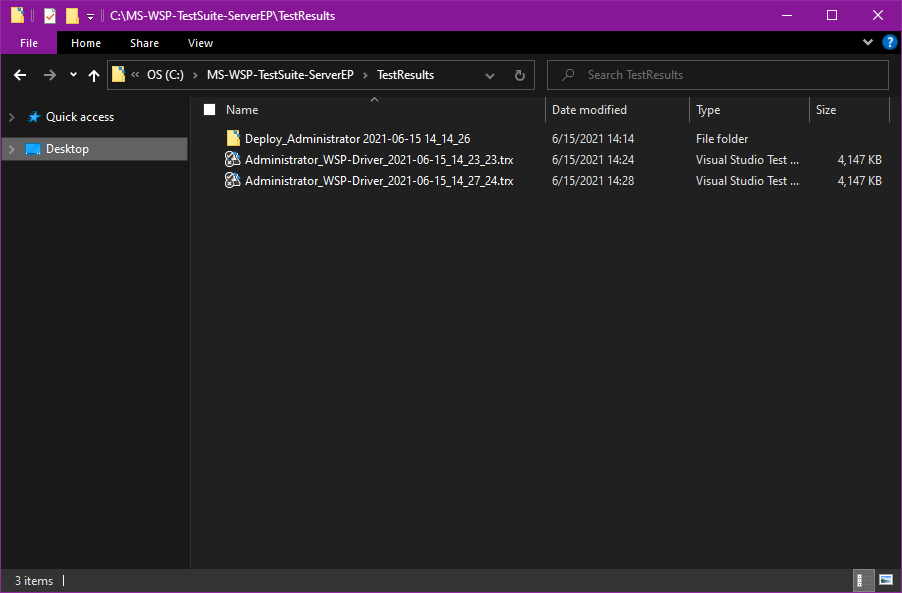 C:\MS-WSP-TestSuite-ServerEP\TestResults
File Home Share View ?
« OS (C:) › MS-WSP-TestSuite-ServerEP › TestResults Search TestResults
Quick access
Desktop
Name Date modified Type Size
Deploy_Administrator 2021-06-15 14_14_26 6/15/2021 14:14 File folder
Administrator_WSP-Driver_2021-06-15_14_23_23.trx 6/15/2021 14:24 Visual Studio Test ... 4,147 KB
Administrator_WSP-Driver_2021-06-15_14_27_24.trx 6/15/2021 14:28 Visual Studio Test ... 4,147 KB
3 items